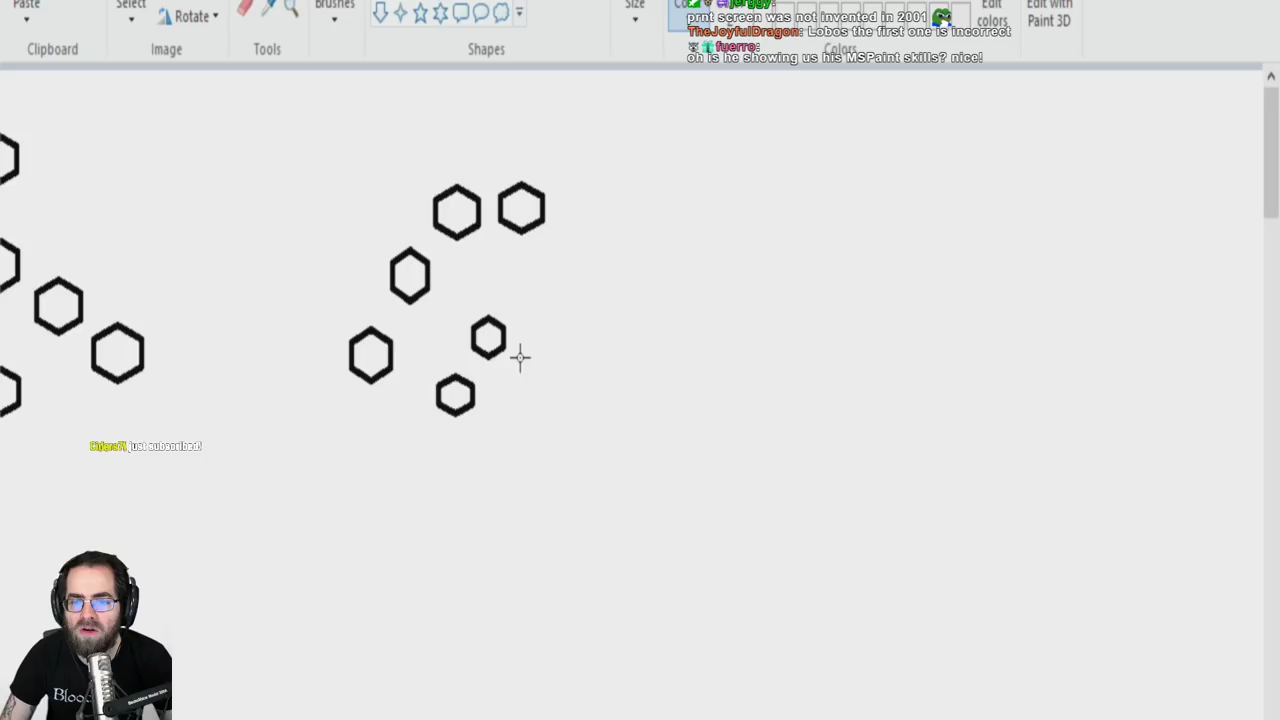 Paste
Select
Rotate
Brushes
Size
Edit colors
Edit with Paint 3D
Clipboard
Image
Tools
Shapes
Colors
jerggy:
prnt screen was not invented in 2001
TheJoyfulDragon: Lobos the first one is incorrect
fuerro:
oh is he showing us his MSPaint skills? nice!
just subscribed!
Blood